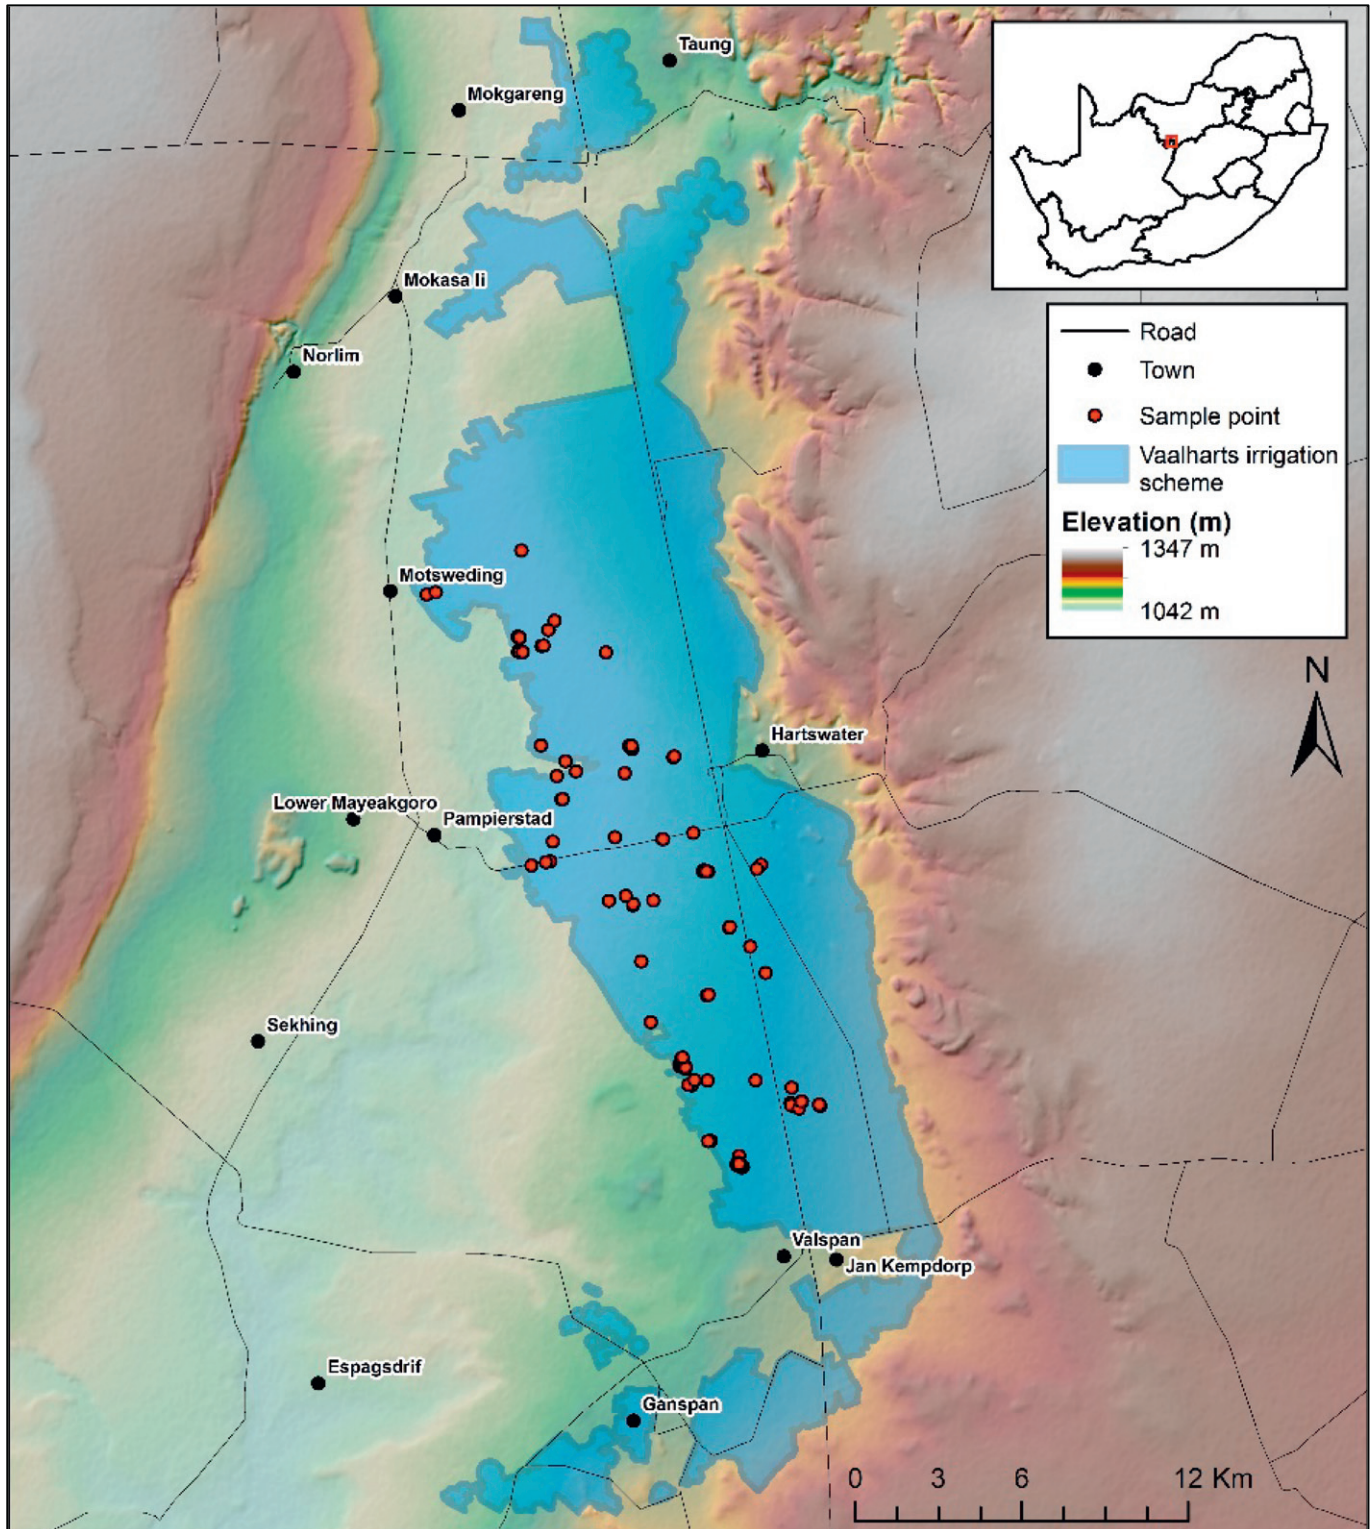 Taung
Mokgareng
Mokasa Ii
Norlim
Motsweding
Hartswater
Lower Mayeakgoro
Pampierstad
Sekhing
Valspan
Jan Kempdorp
Espagsdrif
Ganspan
Road
Town
Sample point
Vaalharts irrigation
scheme
Elevation (m)
1347 m
1042 m
N
0 3 6 12 Km